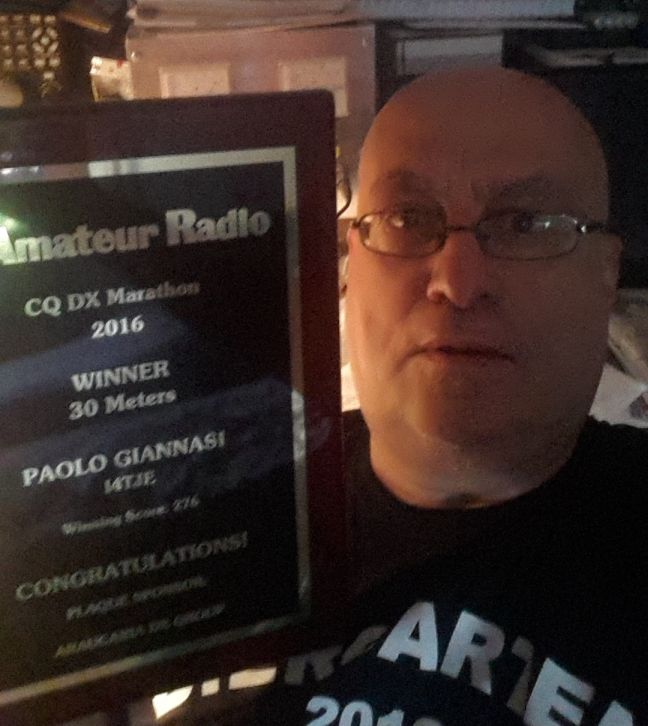 Amateur Radio
CQ DX Marathon
2016
WINNER
30 Meters
PAOLO GIANNASI
I4TJE
Winning Score: 276
CONGRATULATIONS!
PLAQUE SPONSOR:
ARAUCARIA DX GROUP